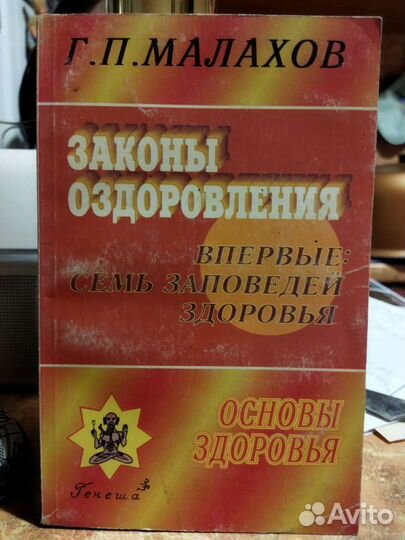 Г.П.МАЛАХОВ
ЗАКОНЫ
ОЗДОРОВЛЕНИЯ
ВПЕРВЫЕ:
СЕМЬ ЗАПОВЕДЕЙ
ЗДОРОВЬЯ
ОСНОВЫ
ЗДОРОВЬЯ
Генеша ॐ
Avito